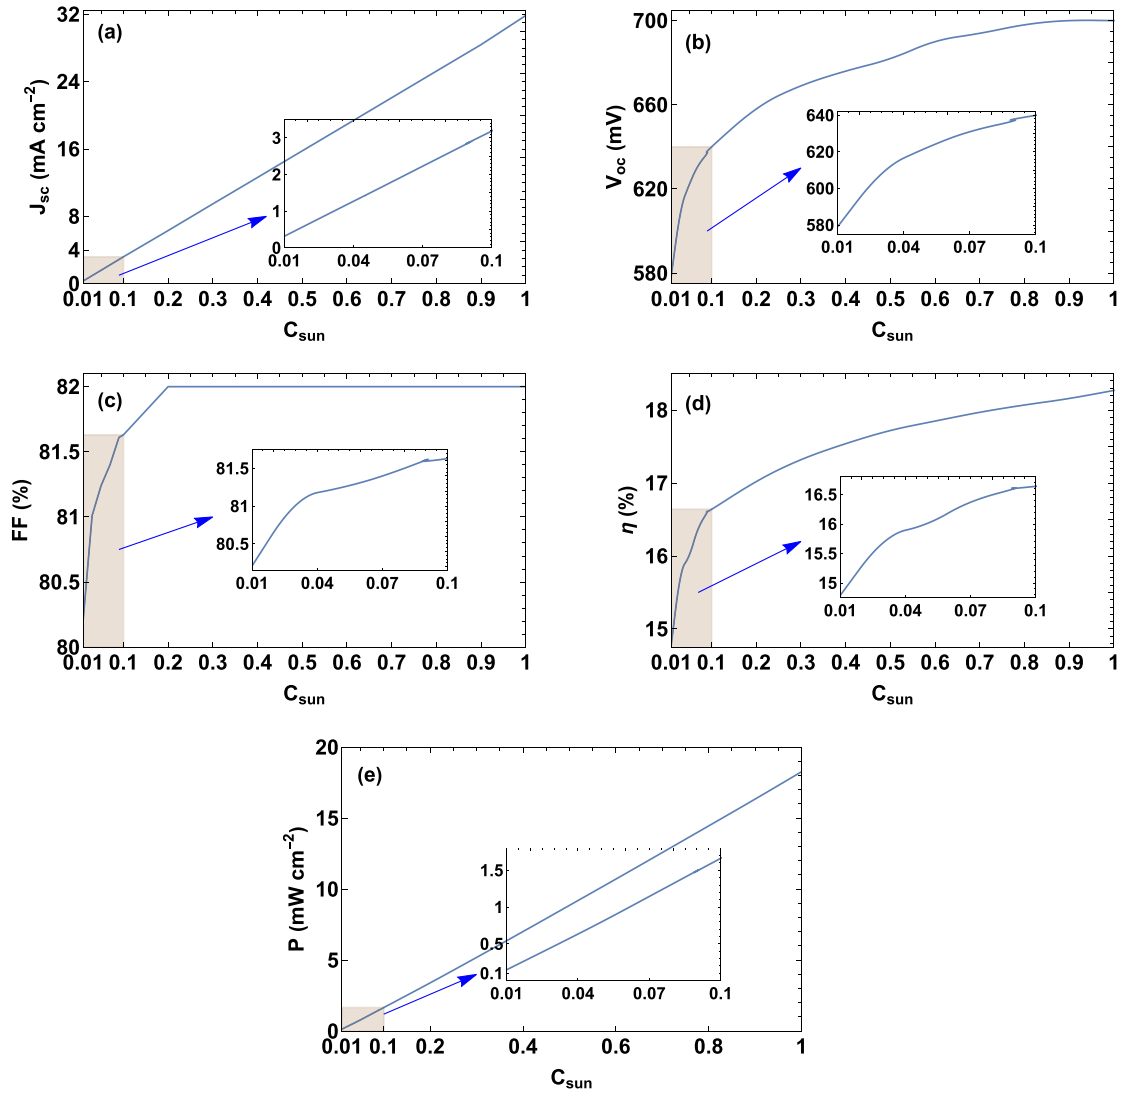 (a)
J_sc (mA cm⁻²)
32
24
16
8
4
0
0.01 0.1 0.2 0.3 0.4 0.5 0.6 0.7 0.8 0.9 1
C_sun
3
2
1
0
0.01 0.04 0.07 0.1
(b)
V_oc (mV)
700
660
620
580
0.01 0.1 0.2 0.3 0.4 0.5 0.6 0.7 0.8 0.9 1
C_sun
640
620
600
580
0.01 0.04 0.07 0.1
(c)
FF (%)
82
81.5
81
80.5
80
0.01 0.1 0.2 0.3 0.4 0.5 0.6 0.7 0.8 0.9 1
C_sun
81.5
81
80.5
0.01 0.04 0.07 0.1
(d)
η (%)
18
17
16
15
0.01 0.1 0.2 0.3 0.4 0.5 0.6 0.7 0.8 0.9 1
C_sun
16.5
16
15.5
15
0.01 0.04 0.07 0.1
(e)
P (mW cm⁻²)
20
15
10
5
0
0.01 0.1 0.2 0.4 0.6 0.8 1
C_sun
1.5
1
0.5
0.1
0.01 0.04 0.07 0.1